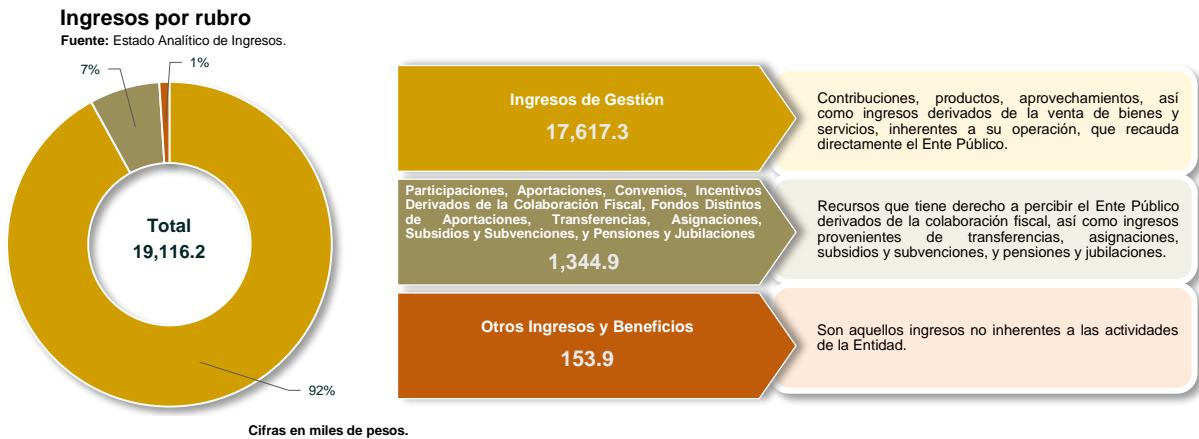 Ingresos por rubro
Fuente: Estado Analítico de Ingresos.
7%
1%
Total
19,116.2
92%
Ingresos de Gestión
17,617.3
Contribuciones, productos, aprovechamientos, así
como ingresos derivados de la venta de bienes y
servicios, inherentes a su operación, que recauda
directamente el Ente Público.
Participaciones, Aportaciones, Convenios, Incentivos
Derivados de la Colaboración Fiscal, Fondos Distintos
de Aportaciones, Transferencias, Asignaciones,
Subsidios y Subvenciones, y Pensiones y Jubilaciones
1,344.9
Recursos que tiene derecho a percibir el Ente Público
derivados de la colaboración fiscal, así como ingresos
provenientes de transferencias, asignaciones,
subsidios y subvenciones, y pensiones y jubilaciones.
Otros Ingresos y Beneficios
153.9
Son aquellos ingresos no inherentes a las actividades
de la Entidad.
Cifras en miles de pesos.